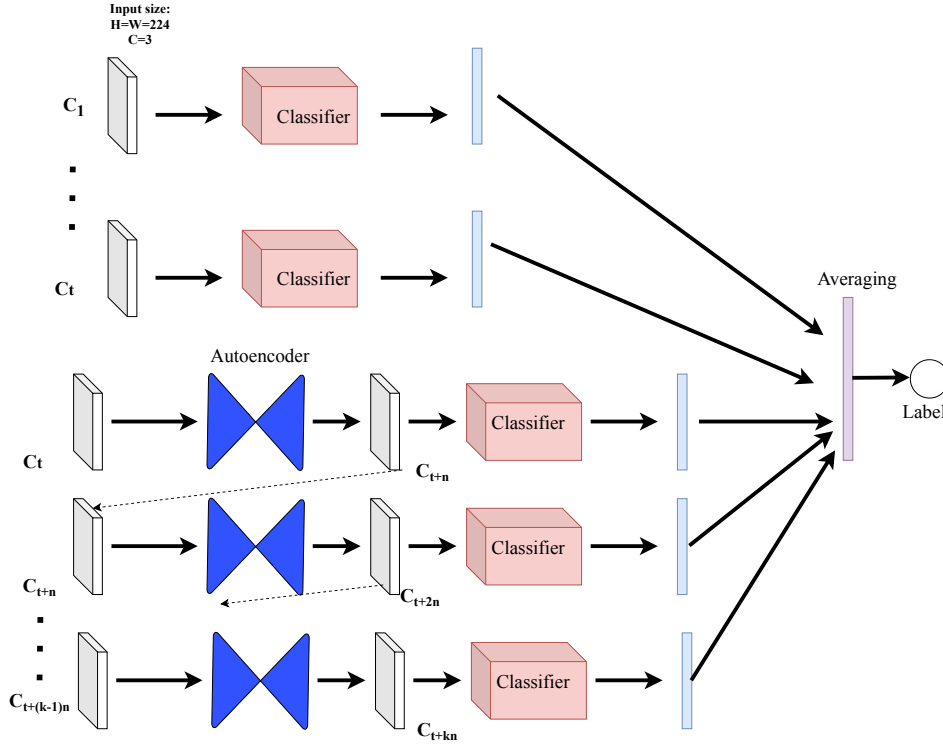 Input size:
H=W=224
C=3
C1
Classifier
Ct
Classifier
Averaging
Label
Autoencoder
Ct
Classifier
Ct+n
Ct+n
Classifier
Ct+2n
Ct+(k-1)n
Classifier
Ct+kn